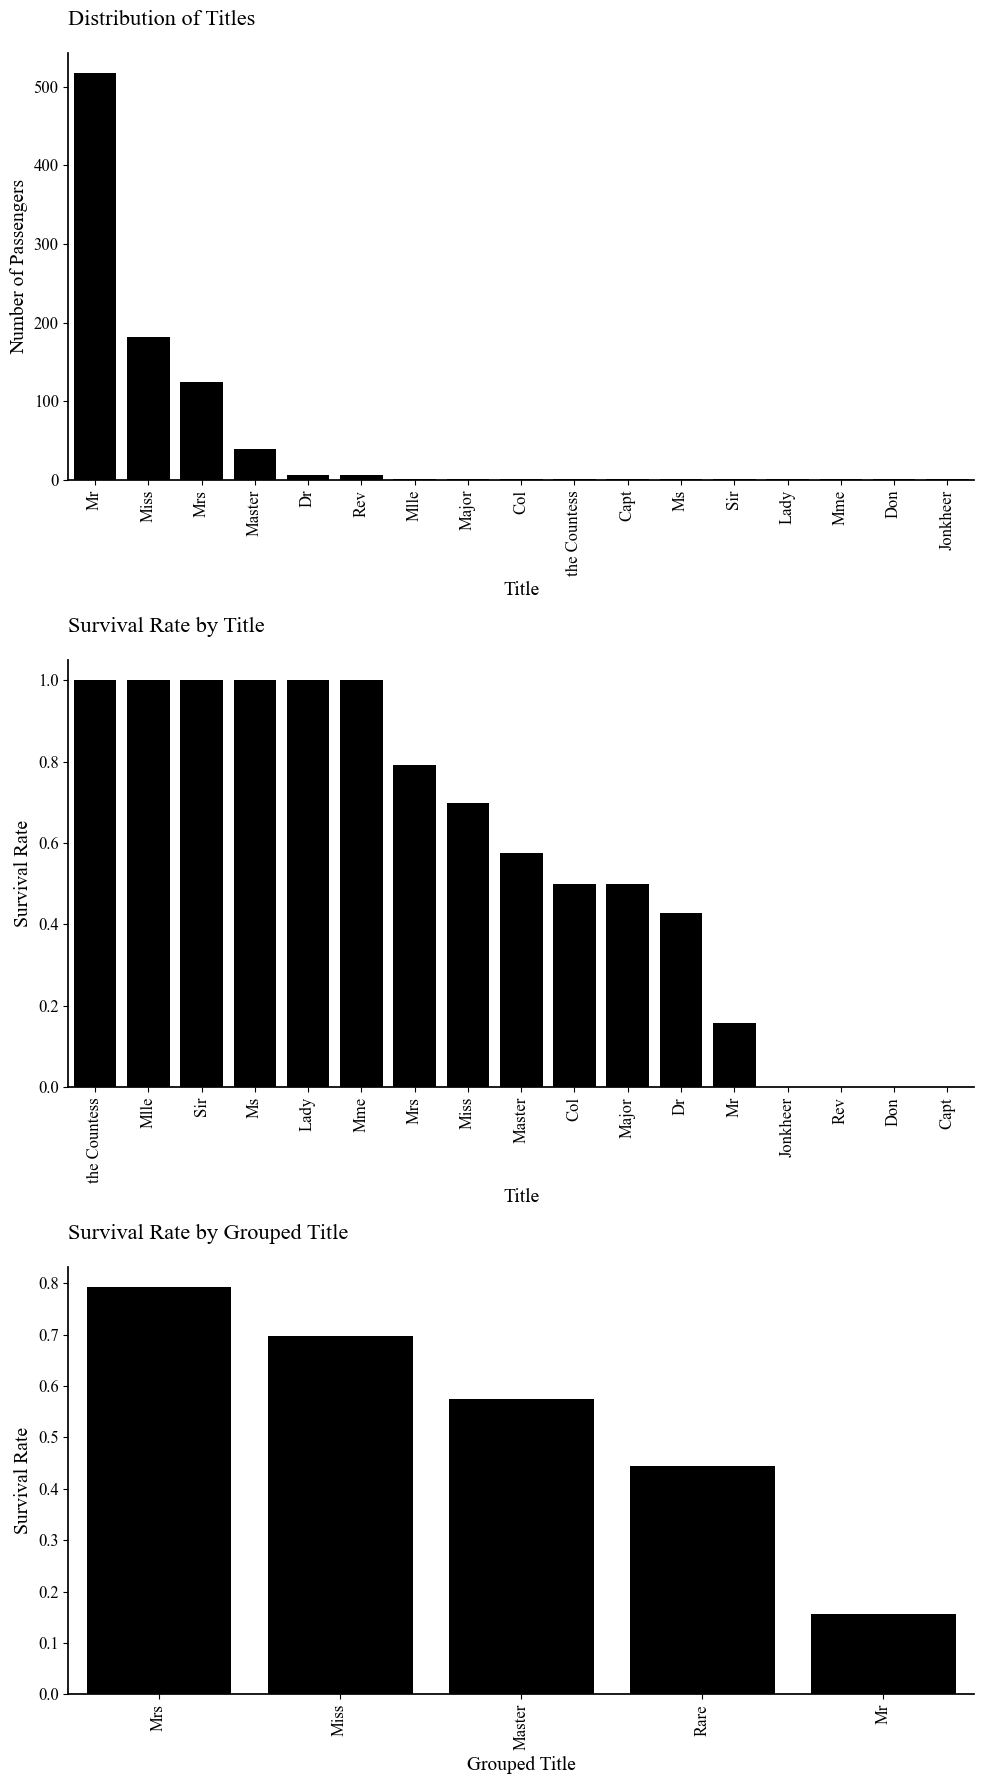 Distribution of Titles
500
400
300
200
100
0
Number of Passengers
Mr
Miss
Mrs
Master
Dr
Rev
Mlle
Major
Col
the Countess
Capt
Ms
Sir
Lady
Mme
Don
Jonkheer
Title
Survival Rate by Title
1.0
0.8
0.6
0.4
0.2
0.0
Survival Rate
the Countess
Mlle
Sir
Ms
Lady
Mme
Mrs
Miss
Master
Col
Major
Dr
Mr
Jonkheer
Rev
Don
Capt
Title
Survival Rate by Grouped Title
0.8
0.7
0.6
0.5
0.4
0.3
0.2
0.1
0.0
Survival Rate
Mrs
Miss
Master
Rare
Mr
Grouped Title